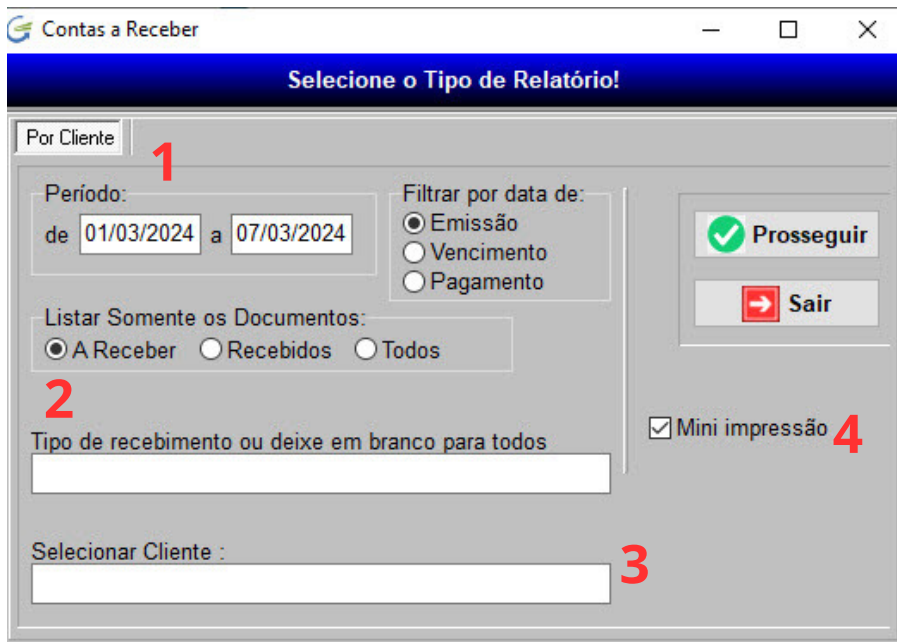 Contas a Receber
Selecione o Tipo de Relatório!
Por Cliente
1
Período:
de 01/03/2024 a 07/03/2024
Filtrar por data de:
Emissão
Vencimento
Pagamento
Prosseguir
Sair
Listar Somente os Documentos:
A Receber Recebidos Todos
2
Tipo de recebimento ou deixe em branco para todos
Mini impressão 4
Selecionar Cliente :
3